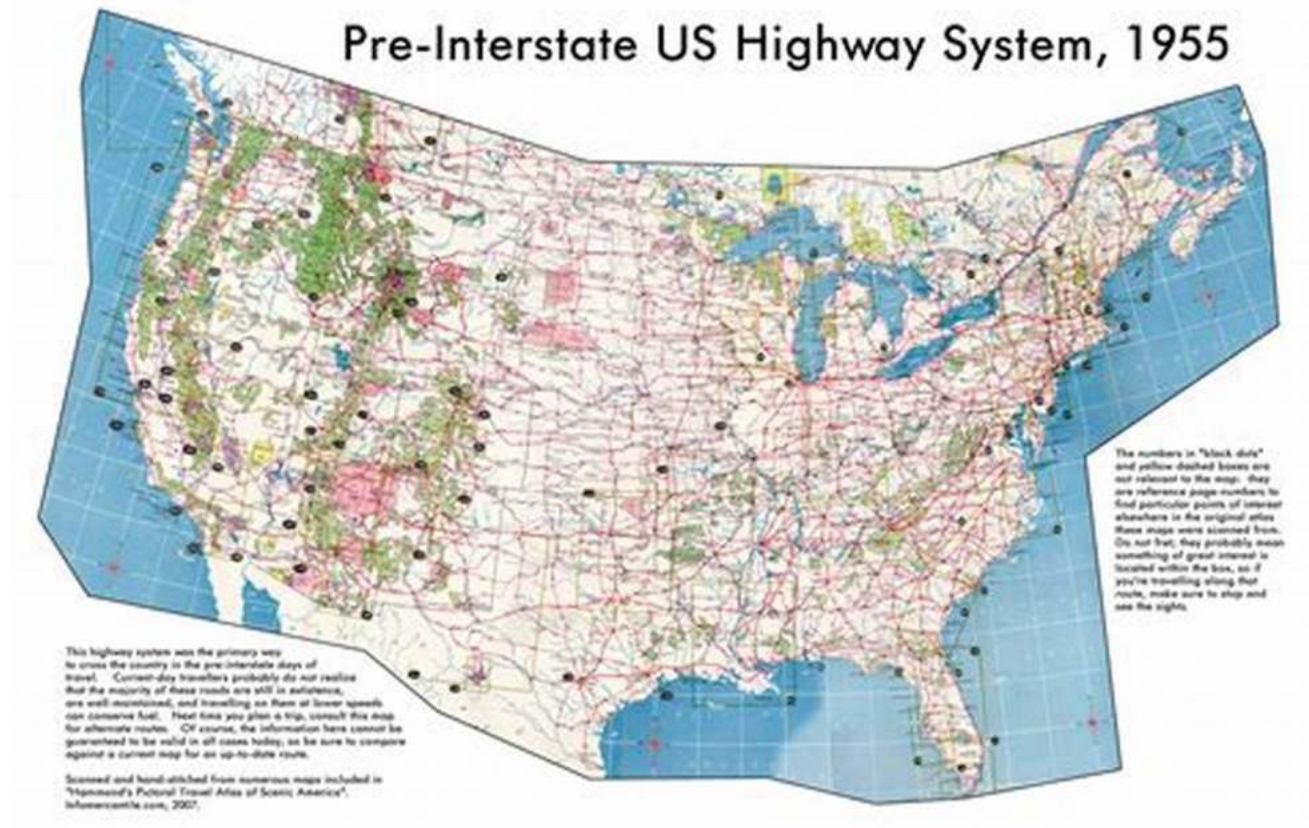 Pre-Interstate US Highway System, 1955
The numbers in "black dots"
and yellow dashed boxes are
not relevant to the map: they
are reference page numbers to
find particular points of interest
elsewhere in the original atlas
these maps were scanned from.
Do not fret; they probably mean
something of great interest is
located within the box, so if
you're travelling along that
route, make sure to stop and
see the sights.
This highway system was the primary way
to cross the country in the pre-interstate days of
travel. Current-day travellers probably do not realize
that the majority of these roads are still in existence,
are well-maintained, and travelling on them at lower speeds
can conserve fuel. Next time you plan a trip, consult this map
for alternate routes. Of course, the information here cannot be
guaranteed to be valid in all cases today, so be sure to compare
against a current map for an up-to-date route.
Scanned and hand-stitched from numerous maps included in
"Hammond's Pictorial Travel Atlas of Scenic America".
Infomercantile.com, 2007.